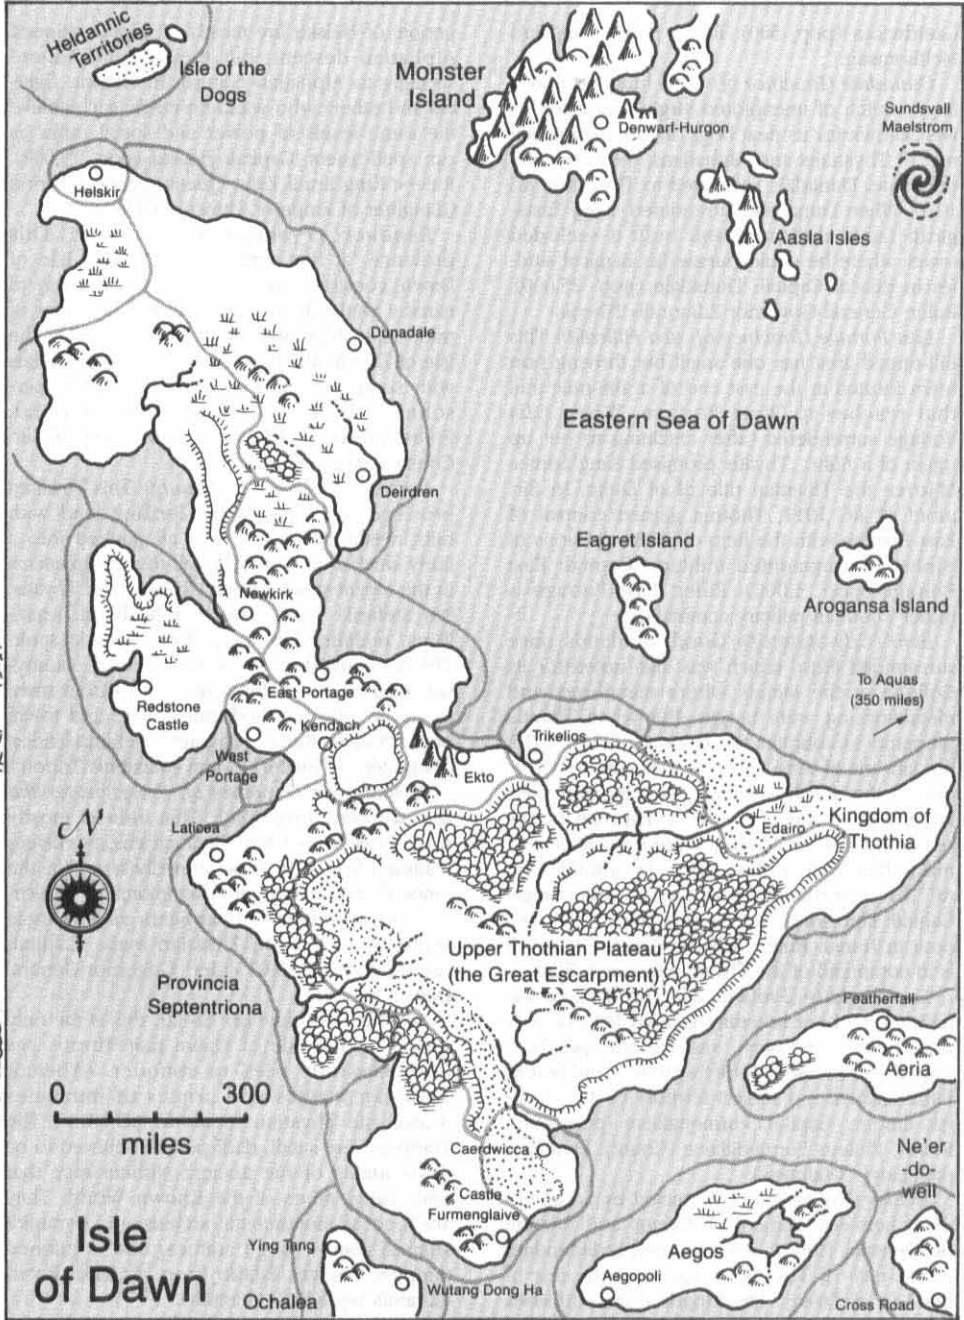 Heldannic
Territories
Isle of the
Dogs
Monster
Island
Denwarf-Hurgon
Sundsvall
Maelstrom
Helskir
Aasla Isles
Dunadale
Eastern Sea of Dawn
Deirdren
Eagret Island
Arogansa Island
Newkirk
To Aquas
(350 miles)
East Portage
Redstone
Castle
Kendach
Trikelios
West
Portage
Ekto
Laticea
Edairo
Kingdom of
Thothia
N
Upper Thothian Plateau
(the Great Escarpment)
Provincia
Septentriona
Featherfall
Aeria
0 300
miles
Ne'er
-do-
well
Caerdwicca
Castle
Furmenglaive
Isle
of Dawn
Ying Tang
Wutang Dong Ha
Ochalea
Aegos
Aegopoli
Cross Road